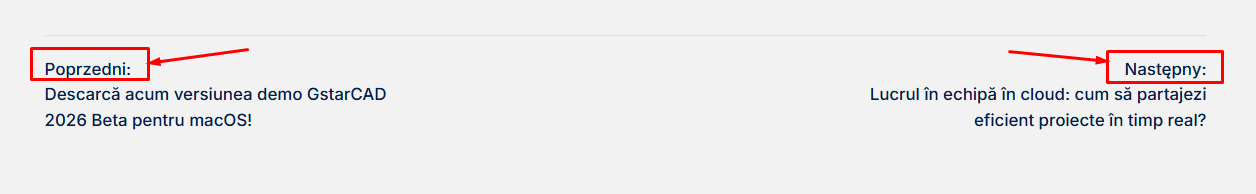 Poprzedni:
Descarcă acum versiunea demo GstarCAD
2026 Beta pentru macOS!
Następny:
Lucrul în echipă în cloud: cum să partajezi
eficient proiecte în timp real?